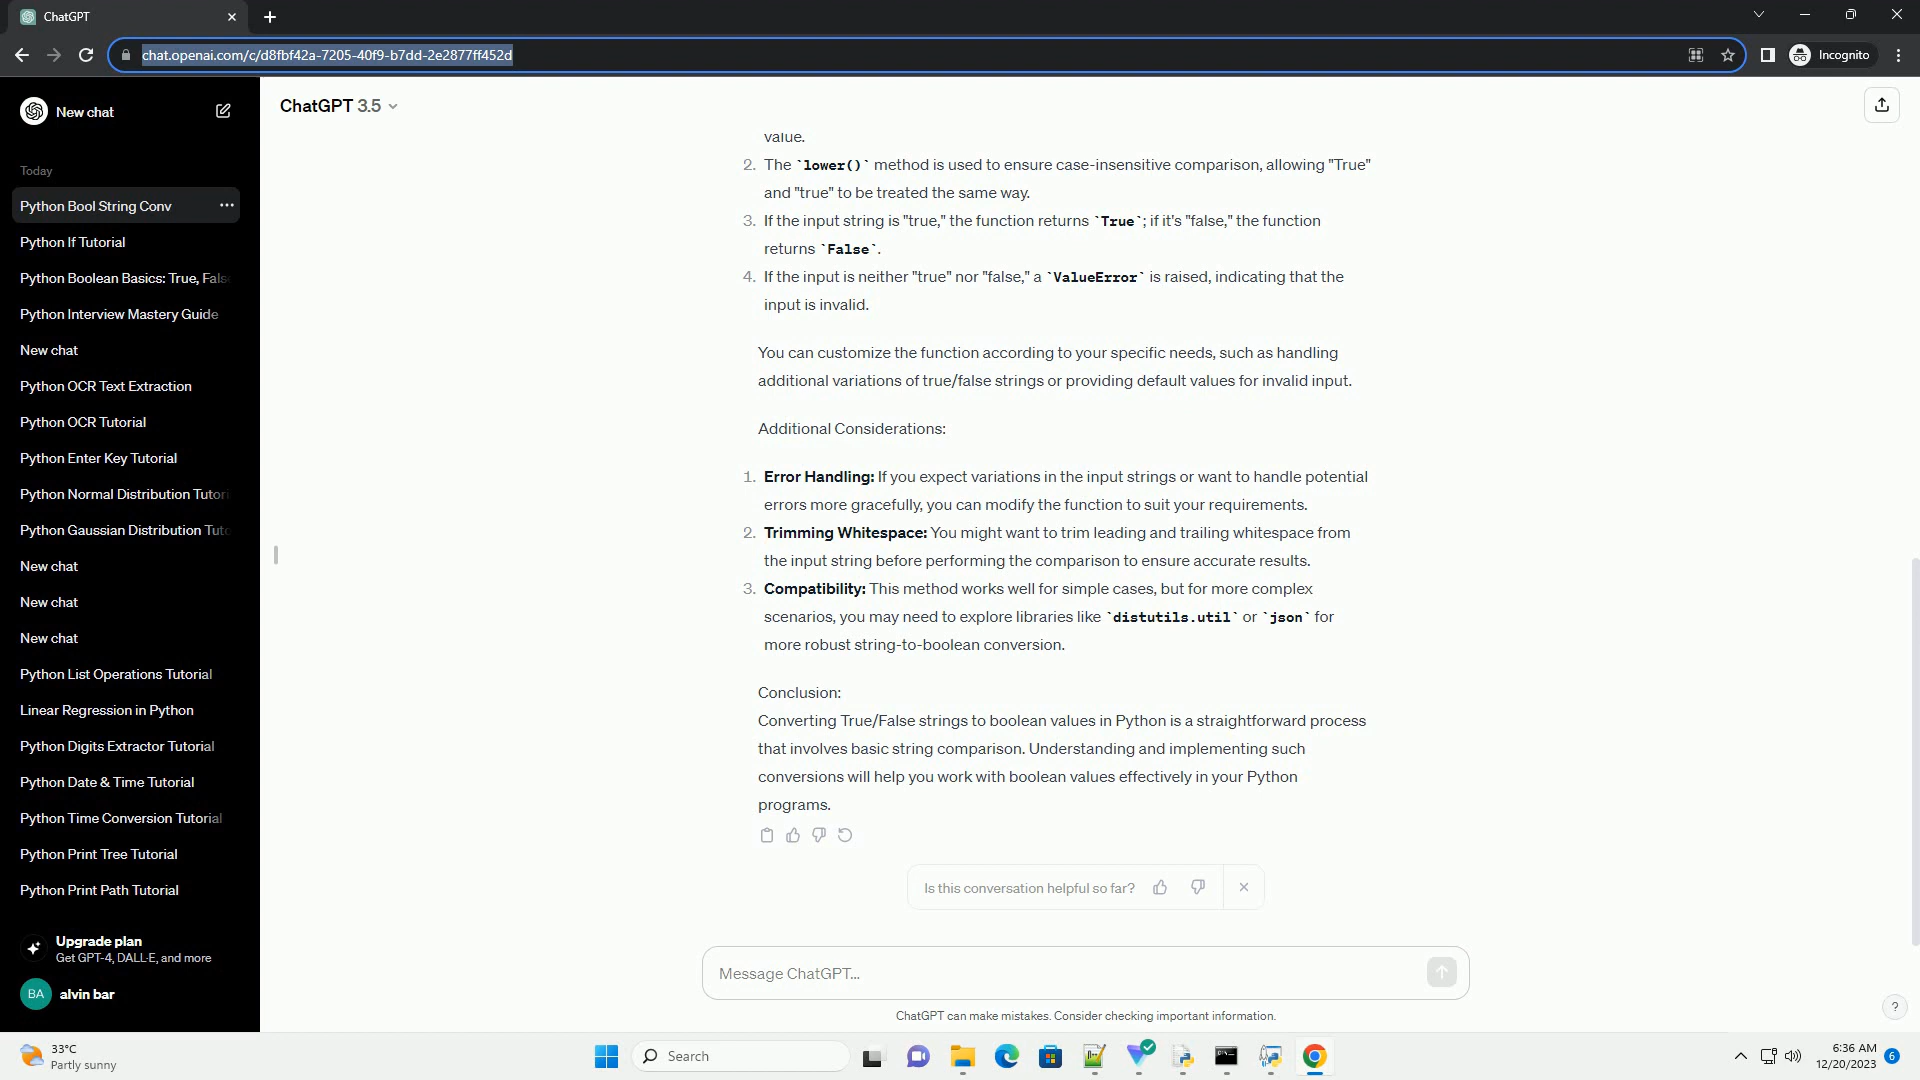 ChatGPT
chat.openai.com/c/d8fbf42a-7205-40f9-b7dd-2e2877ff452d
Incognito
New chat
Today
Python Bool String Conv
Python If Tutorial
Python Boolean Basics: True, False
Python Interview Mastery Guide
New chat
Python OCR Text Extraction
Python OCR Tutorial
Python Enter Key Tutorial
Python Normal Distribution Tutori
Python Gaussian Distribution Tuto
New chat
New chat
New chat
Python List Operations Tutorial
Linear Regression in Python
Python Digits Extractor Tutorial
Python Date & Time Tutorial
Python Time Conversion Tutorial
Python Print Tree Tutorial
Python Print Path Tutorial
Upgrade plan
Get GPT-4, DALL·E, and more
BA alvin bar
ChatGPT 3.5
value.
2. The `lower()` method is used to ensure case-insensitive comparison, allowing "True"
and "true" to be treated the same way.
3. If the input string is "true," the function returns `True`; if it's "false," the function
returns `False`.
4. If the input is neither "true" nor "false," a `ValueError` is raised, indicating that the
input is invalid.
You can customize the function according to your specific needs, such as handling
additional variations of true/false strings or providing default values for invalid input.
Additional Considerations:
1. Error Handling: If you expect variations in the input strings or want to handle potential
errors more gracefully, you can modify the function to suit your requirements.
2. Trimming Whitespace: You might want to trim leading and trailing whitespace from
the input string before performing the comparison to ensure accurate results.
3. Compatibility: This method works well for simple cases, but for more complex
scenarios, you may need to explore libraries like `distutils.util` or `json` for
more robust string-to-boolean conversion.
Conclusion:
Converting True/False strings to boolean values in Python is a straightforward process
that involves basic string comparison. Understanding and implementing such
conversions will help you work with boolean values effectively in your Python
programs.
Is this conversation helpful so far?
Message ChatGPT...
ChatGPT can make mistakes. Consider checking important information.
?
33°C
Partly sunny
Search
6:36 AM
12/20/2023
6